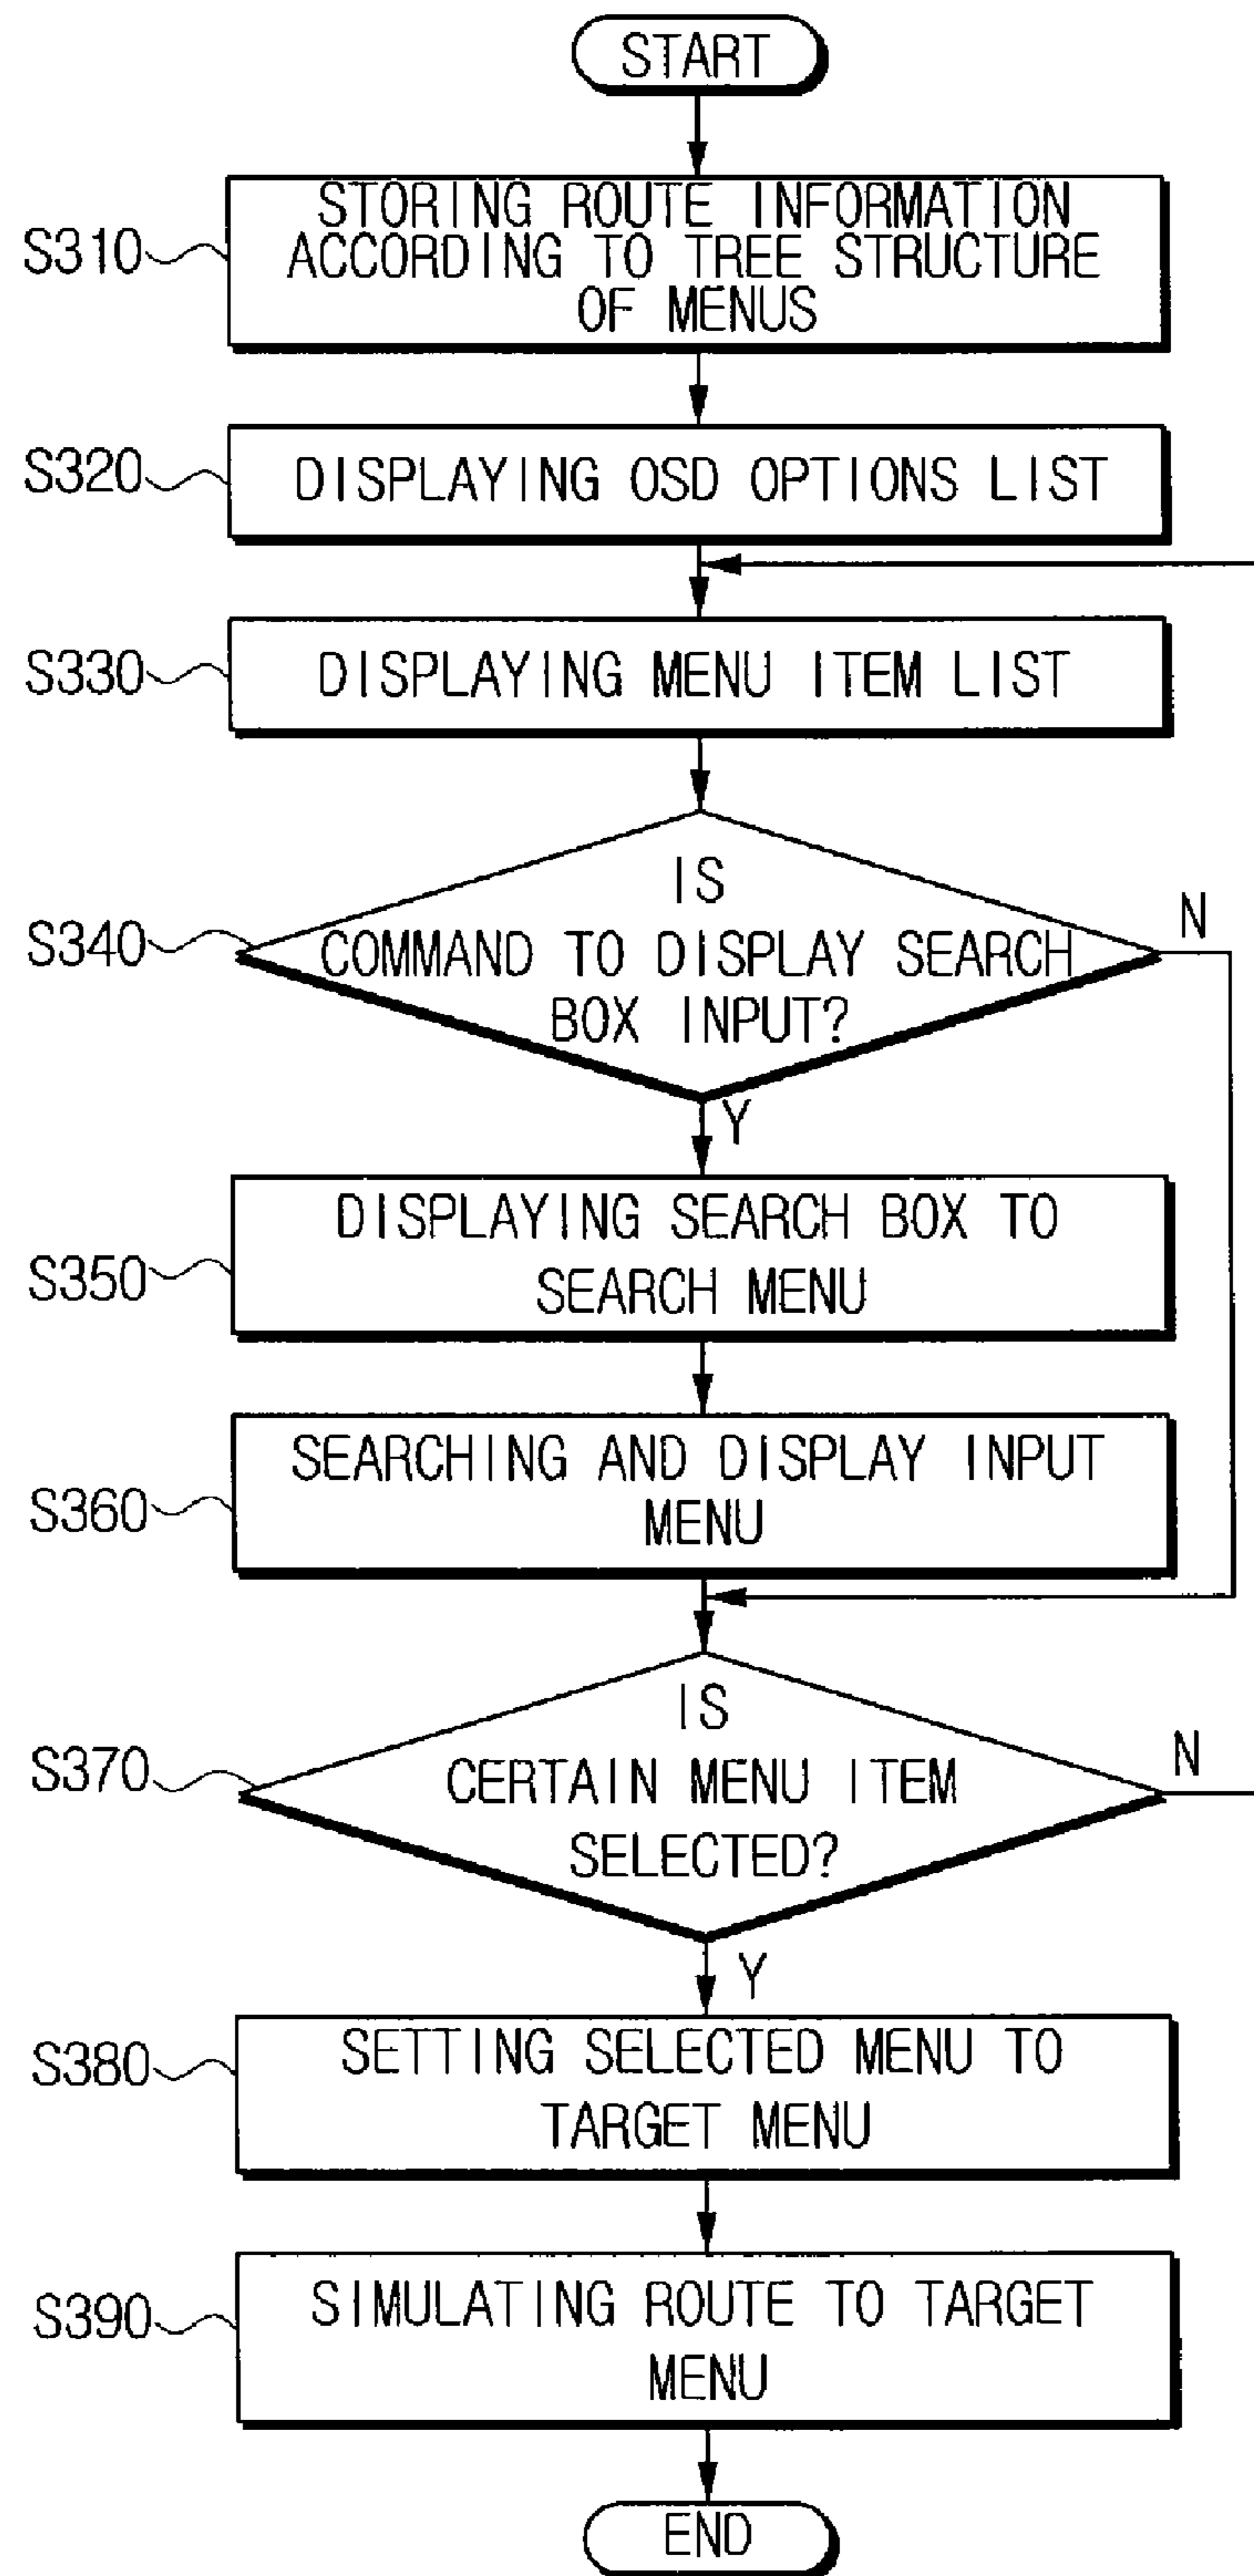 START
S310
STORING ROUTE INFORMATION
ACCORDING TO TREE STRUCTURE
OF MENUS
S320
DISPLAYING OSD OPTIONS LIST
S330
DISPLAYING MENU ITEM LIST
S340
IS
COMMAND TO DISPLAY SEARCH
BOX INPUT?
N
Y
S350
DISPLAYING SEARCH BOX TO
SEARCH MENU
S360
SEARCHING AND DISPLAY INPUT
MENU
S370
IS
CERTAIN MENU ITEM
SELECTED?
N
Y
S380
SETTING SELECTED MENU TO
TARGET MENU
S390
SIMULATING ROUTE TO TARGET
MENU
END